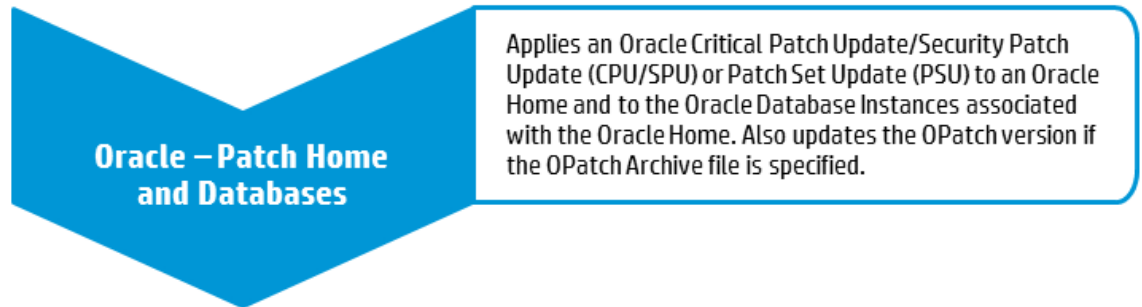 Oracle – Patch Home
and Databases
Applies an Oracle Critical Patch Update/Security Patch
Update (CPU/SPU) or Patch Set Update (PSU) to an Oracle
Home and to the Oracle Database Instances associated
with the Oracle Home. Also updates the OPatch version if
the OPatch Archive file is specified.